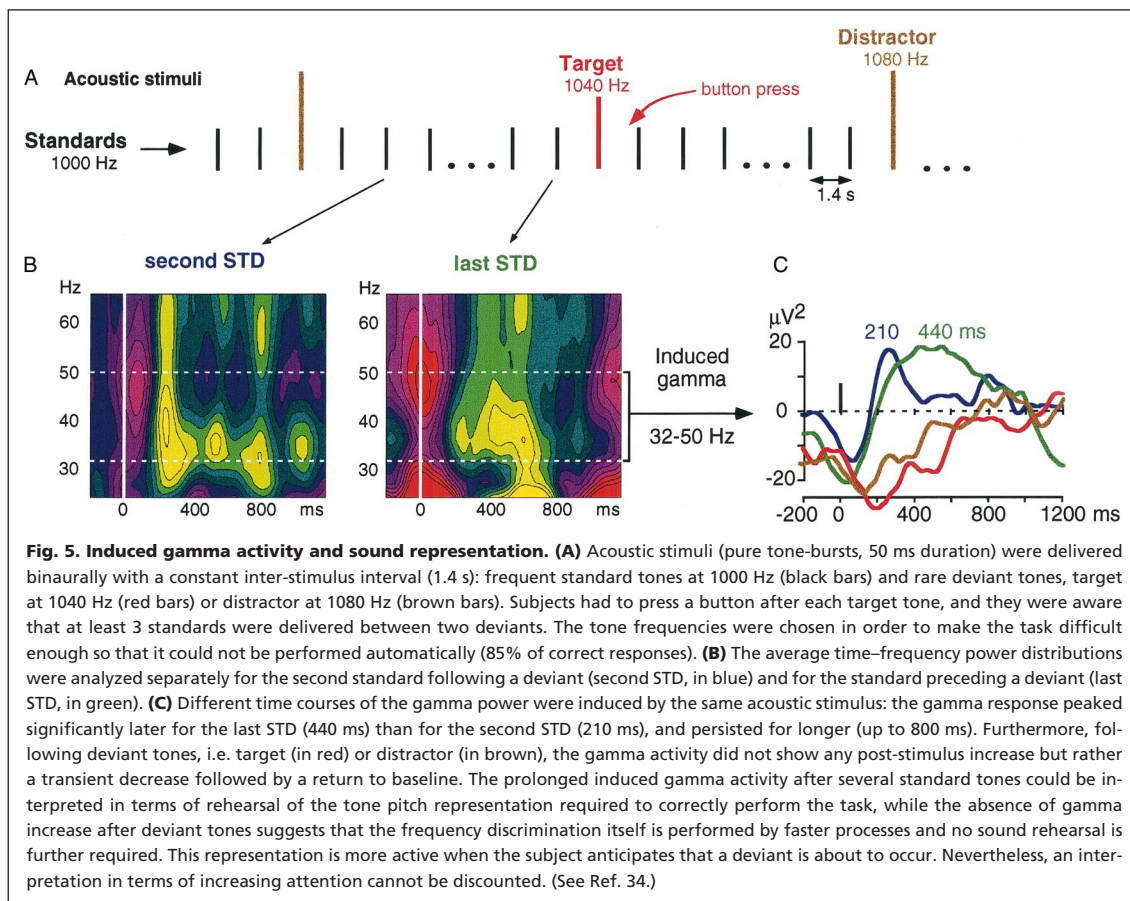 A
Acoustic stimuli
Standards
1000 Hz
Target
1040 Hz
button press
Distractor
1080 Hz
1.4 s
B
second STD
last STD
Hz
60
50
40
30
0 400 800 ms
Hz
60
50
40
30
0 400 800 ms
Induced
gamma
32-50 Hz
C
μV2
210 440 ms
20
0
-20
-200 0 400 800 1200 ms
Fig. 5. Induced gamma activity and sound representation. (A) Acoustic stimuli (pure tone-bursts, 50 ms duration) were delivered
binaurally with a constant inter-stimulus interval (1.4 s): frequent standard tones at 1000 Hz (black bars) and rare deviant tones, target
at 1040 Hz (red bars) or distractor at 1080 Hz (brown bars). Subjects had to press a button after each target tone, and they were aware
that at least 3 standards were delivered between two deviants. The tone frequencies were chosen in order to make the task difficult
enough so that it could not be performed automatically (85% of correct responses). (B) The average time–frequency power distributions
were analyzed separately for the second standard following a deviant (second STD, in blue) and for the standard preceding a deviant (last
STD, in green). (C) Different time courses of the gamma power were induced by the same acoustic stimulus: the gamma response peaked
significantly later for the last STD (440 ms) than for the second STD (210 ms), and persisted for longer (up to 800 ms). Furthermore, fol-
lowing deviant tones, i.e. target (in red) or distractor (in brown), the gamma activity did not show any post-stimulus increase but rather
a transient decrease followed by a return to baseline. The prolonged induced gamma activity after several standard tones could be in-
terpreted in terms of rehearsal of the tone pitch representation required to correctly perform the task, while the absence of gamma
increase after deviant tones suggests that the frequency discrimination itself is performed by faster processes and no sound rehearsal is
further required. This representation is more active when the subject anticipates that a deviant is about to occur. Nevertheless, an inter-
pretation in terms of increasing attention cannot be discounted. (See Ref. 34.)